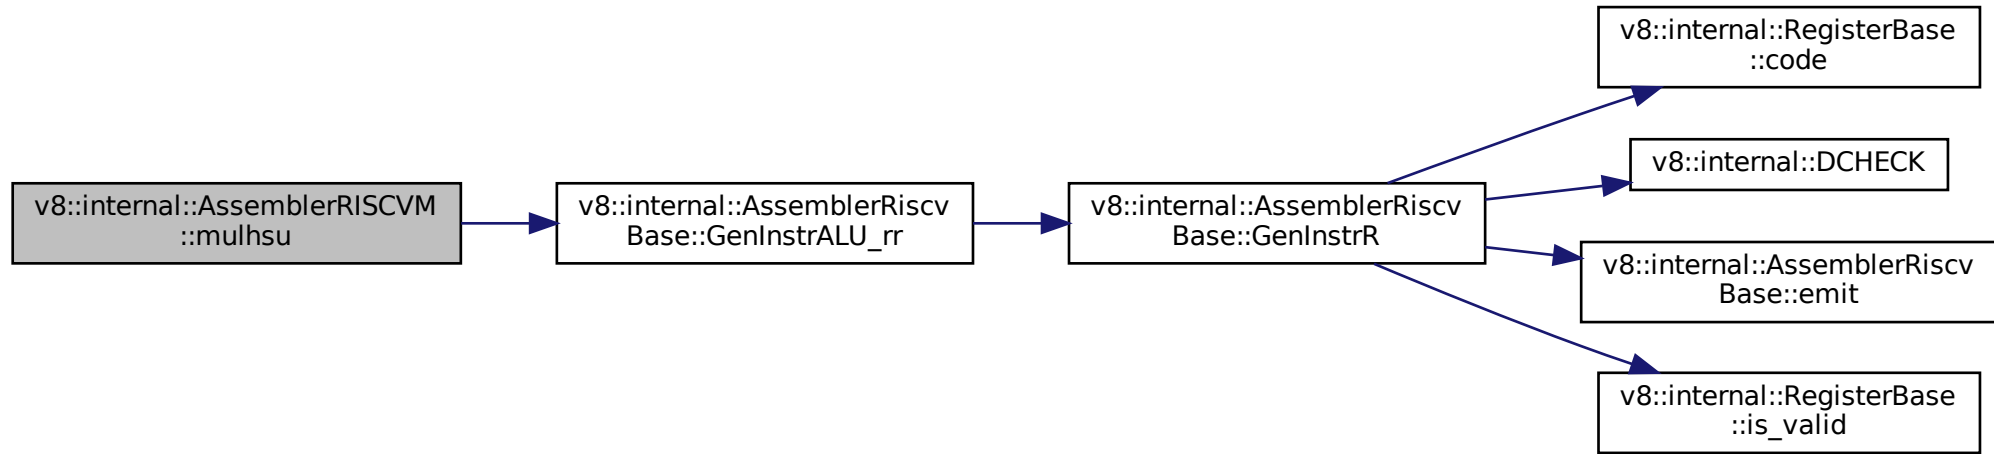 v8::internal::AssemblerRISCVM
::mulhsu
v8::internal::AssemblerRiscv
Base::GenInstrALU_rr
v8::internal::AssemblerRiscv
Base::GenInstrR
v8::internal::RegisterBase
::code
v8::internal::DCHECK
v8::internal::AssemblerRiscv
Base::emit
v8::internal::RegisterBase
::is_valid